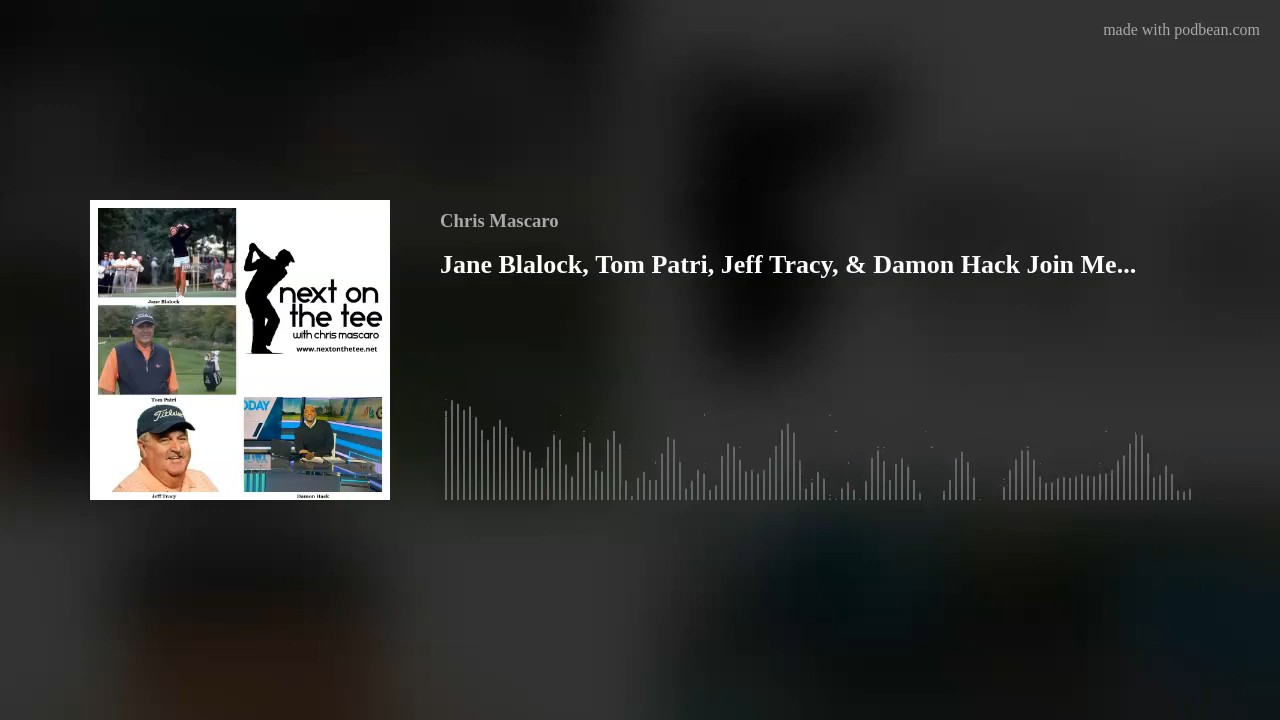 made with podbean.com
Chris Mascaro
Jane Blalock, Tom Patri, Jeff Tracy, & Damon Hack Join Me...
Jane Blalock
next on
the tee
with chris mascaro
www.nextonthetee.net
Tom Patri
Titleist
ODAY
Jeff Tracy
Damon Hack